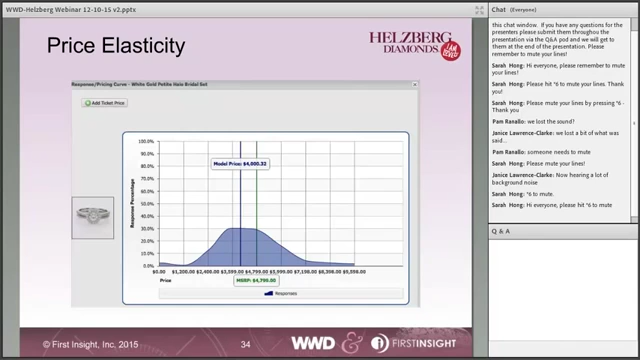 WWD-Helzberg Webinar 12-10-15 v2.pptx
Price Elasticity
HELZBERG
DIAMONDS
I AM
LOVED
Response/Pricing Curve - White Gold Petite Halo Bridal Set
Add Ticket Price
Response Percentage
100.0%
90.0%
80.0%
70.0%
60.0%
50.0%
40.0%
30.0%
20.0%
10.0%
0.0%
Model Price: $4,000.32
$0.00 $1,200.00 $2,400.00 $3,599.00 $4,799.00 $5,999.00 $7,198.00 $8,398.00 $9,598.00
Price
MSRP: $4,799.00
Responses
© First Insight, Inc, 2015
34
WWD & FIRSTINSIGHT
Chat (Everyone)
this chat window. If you have any questions for the
presenters please submit them throughout the
presentation via the Q&A pod and we will get to
them at the end of the presentation. Please
remember to mute your lines!
Sarah Hong: Hi everyone, please remember to mute
your lines!
Sarah Hong: Please hit *6 to mute your lines. Thank
you!
Sarah Hong: Please mute your lines by pressing *6 -
Thank you
Pam Ranallo: we lost the sound?
Janice Lawrence-Clarke: we lost a bit of what was
said...
Pam Ranallo: someone needs to mute
Sarah Hong: Please mute your lines!
Janice Lawrence-Clarke: Now hearing a lot of
background noise
Sarah Hong: *6 to mute.
Sarah Hong: Hi everyone, please hit *6 to mute
Q & A